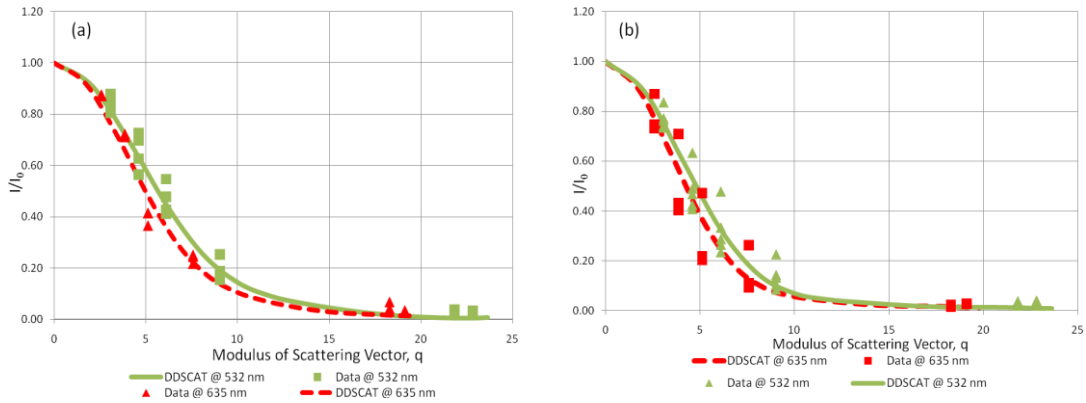 (a)
1.20
1.00
0.80
0.60
0.40
0.20
0.00
I/I₀
0 5 10 15 20 25
Modulus of Scattering Vector, q
DDSCAT @ 532 nm Data @ 532 nm
Data @ 635 nm DDSCAT @ 635 nm
(b)
1.20
1.00
0.80
0.60
0.40
0.20
0.00
I/I₀
0 5 10 15 20 25
Modulus of Scattering Vector, q
DDSCAT @ 635 nm Data @ 635 nm
Data @ 532 nm DDSCAT @ 532 nm